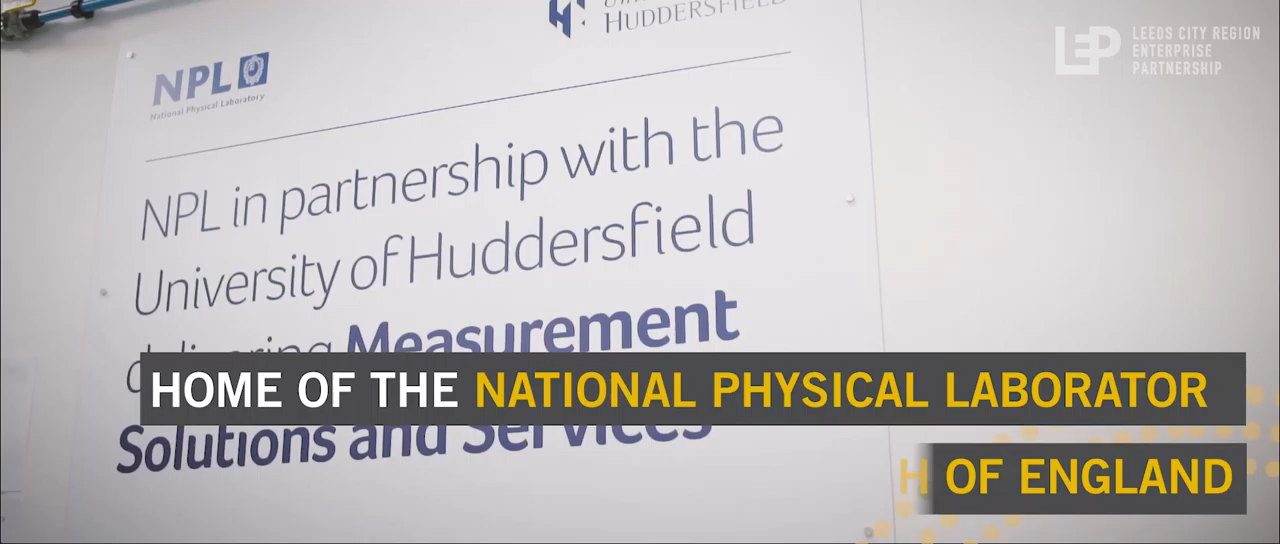 HUDDERSFIELD
LEP LEEDS CITY REGION
ENTERPRISE
PARTNERSHIP
NPL
National Physical Laboratory
NPL in partnership with the
University of Huddersfield
delivering Measurement
Solutions and Services
HOME OF THE NATIONAL PHYSICAL LABORATOR
H OF ENGLAND